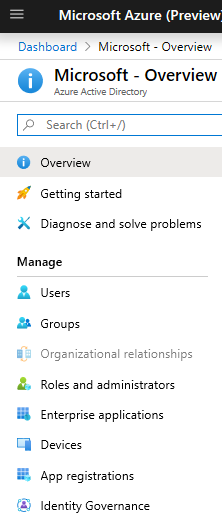 Microsoft Azure (Preview)
Dashboard > Microsoft - Overview
Microsoft - Overview
Azure Active Directory
Search (Ctrl+/)
Overview
Getting started
Diagnose and solve problems
Manage
Users
Groups
Organizational relationships
Roles and administrators
Enterprise applications
Devices
App registrations
Identity Governance